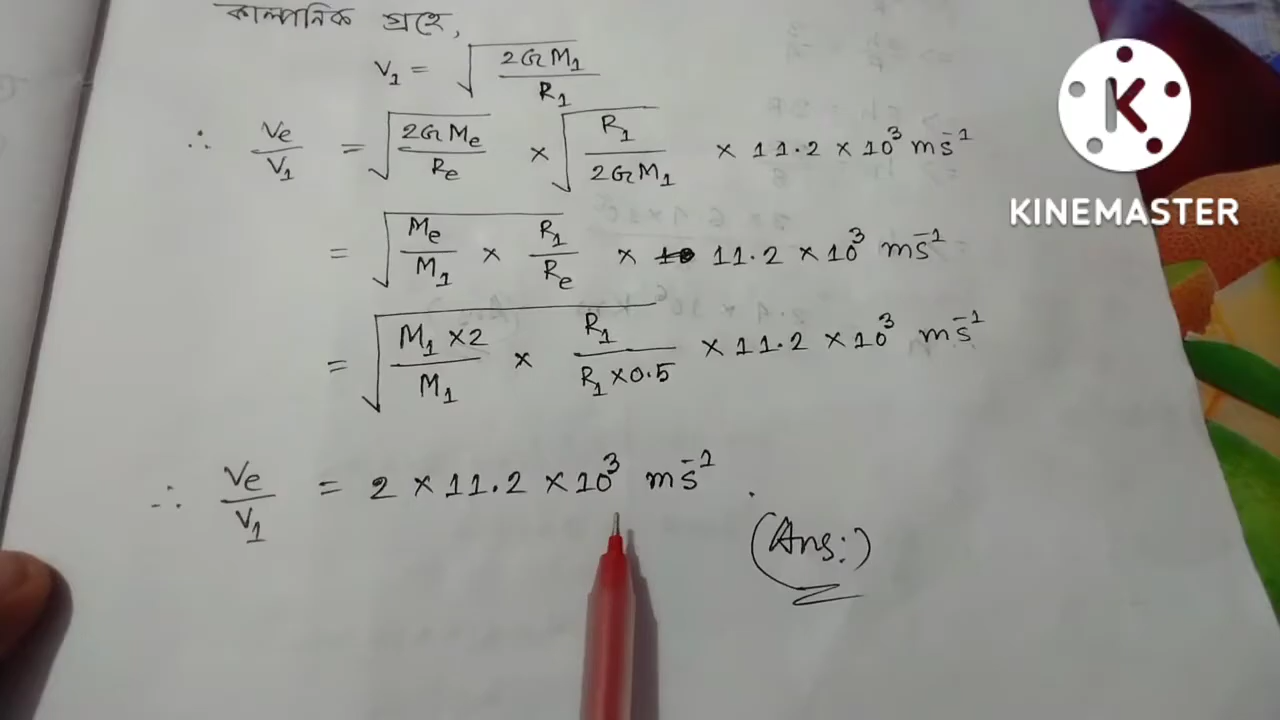 কাল্পনিক গ্রহে,
V₁ = √(2GM₁/R₁)
∴ Ve/V₁ = √(2GMe/Re) × √(R₁/2GM₁) × 11.2 × 10³ ms⁻¹
= √(Me/M₁ × R₁/Re) × 11.2 × 10³ ms⁻¹
= √(M₁ × 2/M₁ × R₁/R₁ × 0.5) × 11.2 × 10³ ms⁻¹
∴ Ve/V₁ = 2 × 11.2 × 10³ ms⁻¹.
(Ans:)
KINEMASTER